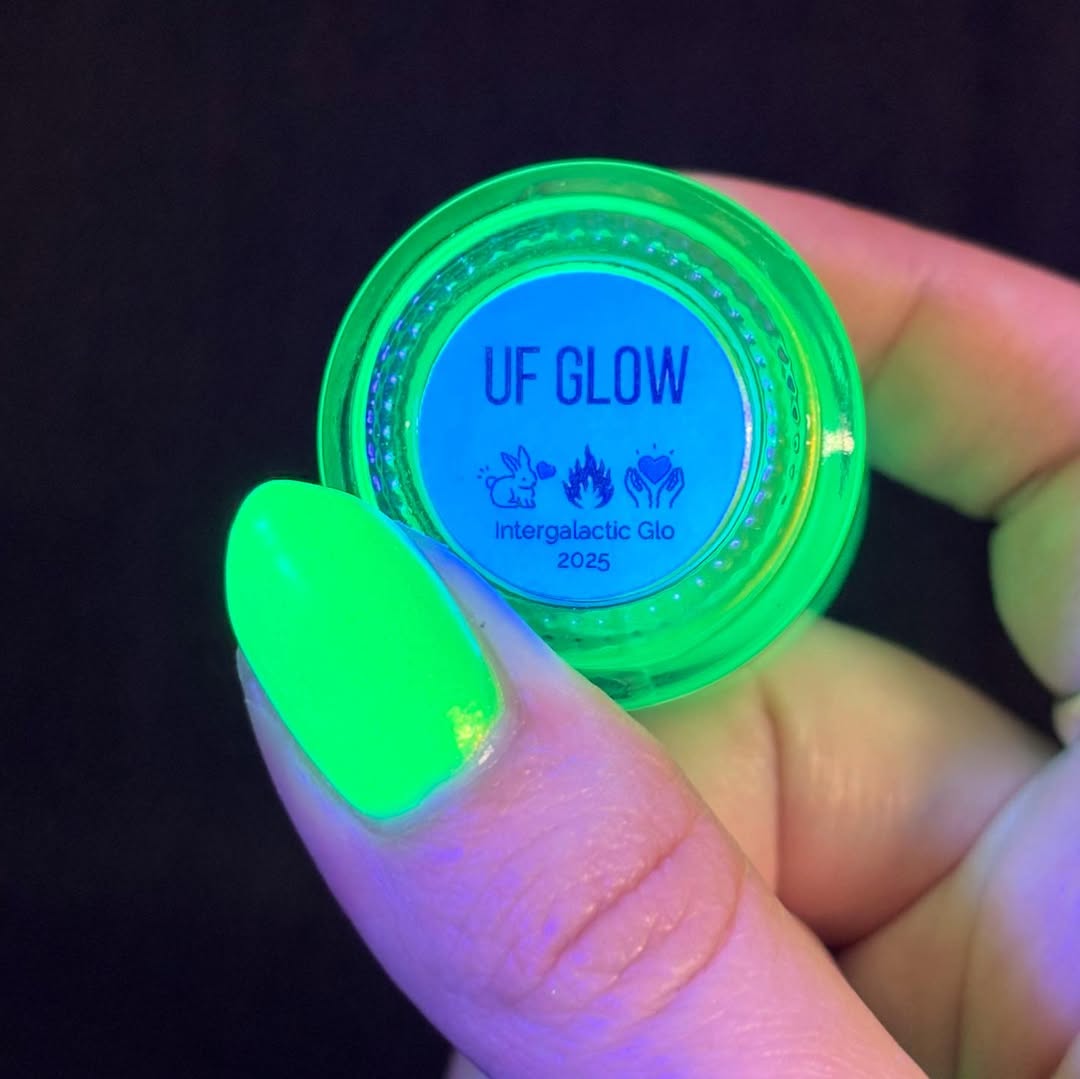 UF GLOW
Intergalactic Glo
2025